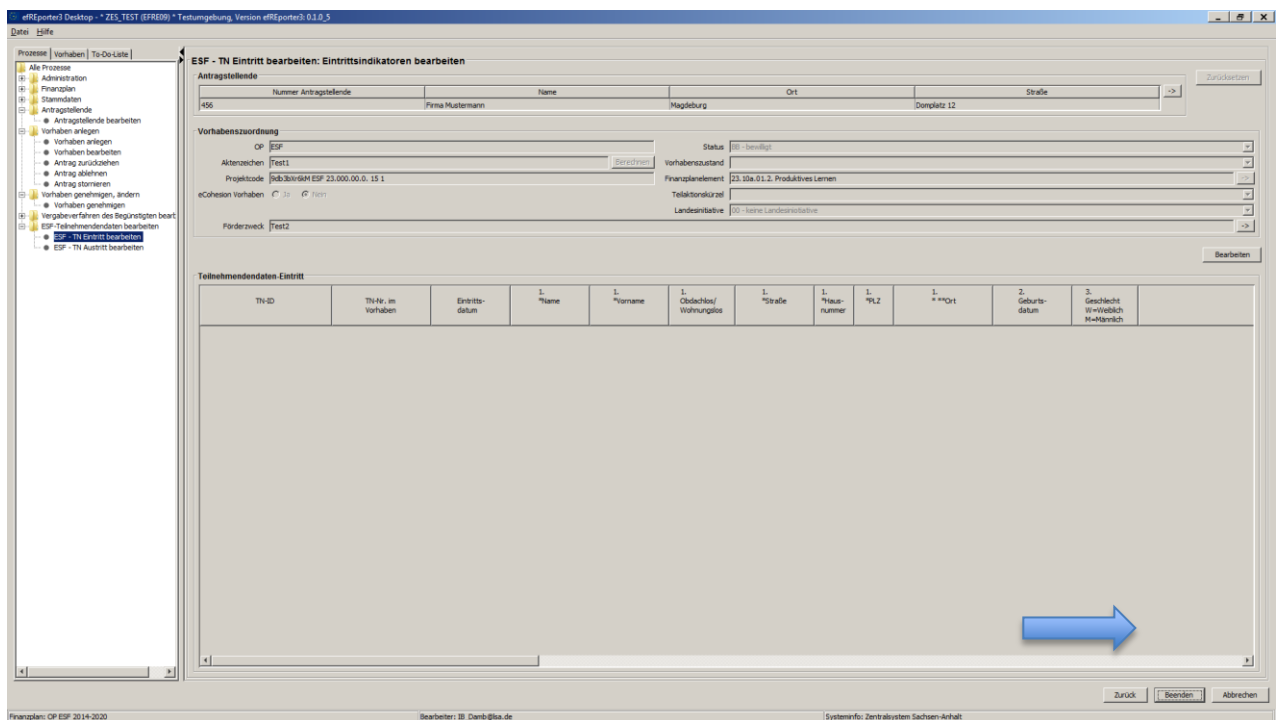 efREporter3 Desktop - * ZES_TEST (EFRE09) * Testumgebung, Version efREporter3: 0.1.0_5
Datei Hilfe
Prozesse Vorhaben To-Do-Liste
Alle Prozesse
Administration
Finanzplan
Stammdaten
Antragstellende
Antragstellende bearbeiten
Vorhaben anlegen
Vorhaben anlegen
Vorhaben bearbeiten
Antrag zurückziehen
Antrag ablehnen
Antrag stornieren
Vorhaben genehmigen, ändern
Vorhaben genehmigen
Vergabeverfahren des Begünstigten bearb
ESF-Teilnehmendendaten bearbeiten
ESF - TN Eintritt bearbeiten
ESF - TN Austritt bearbeiten
ESF - TN Eintritt bearbeiten: Eintrittsindikatoren bearbeiten
Antragstellende
Zurücksetzen
Nummer Antragstellende Name Ort Straße ->
456 Firma Mustermann Magdeburg Domplatz 12
Vorhabenszuordnung
OP ESF Status 08 - bewilligt
Aktenzeichen Test1 Berechnen Vorhabenszustand
Projektcode 9db3bXr6kM ESF 23.000.00.0. 15 1 Finanzplanelement 23.10a.01.2. Produktives Lernen ->
eCohesion Vorhaben Ja Nein Teilaktionskürzel
Landesinitiative 00 - keine Landesinitiative
Förderzweck Test2 ->
Bearbeiten
Teilnehmendendaten-Eintritt
TN-ID
TN-Nr. im
Vorhaben
Eintritts-
datum
1.
*Name
1.
*Vorname
1.
Obdachlos/
Wohnungslos
1.
*Straße
1.
*Haus-
nummer
1.
*PLZ
1.
* **Ort
2.
Geburts-
datum
3.
Geschlecht
W=Weiblich
M=Männlich
Zurück Beenden Abbrechen
Finanzplan: OP ESF 2014-2020 Bearbeiter: IB_Damb@lsa.de Systeminfo: Zentralsystem Sachsen-Anhalt